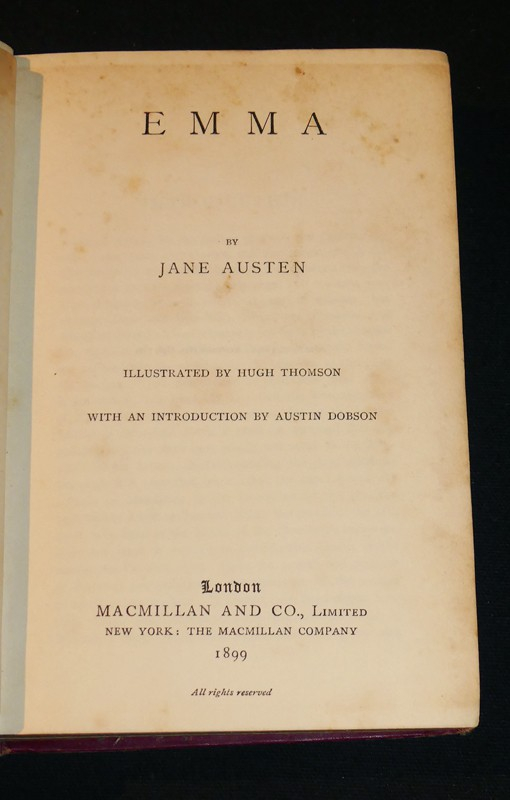 EMMA
BY
JANE AUSTEN
ILLUSTRATED BY HUGH THOMSON
WITH AN INTRODUCTION BY AUSTIN DOBSON
London
MACMILLAN AND CO., LIMITED
NEW YORK: THE MACMILLAN COMPANY
1899
All rights reserved